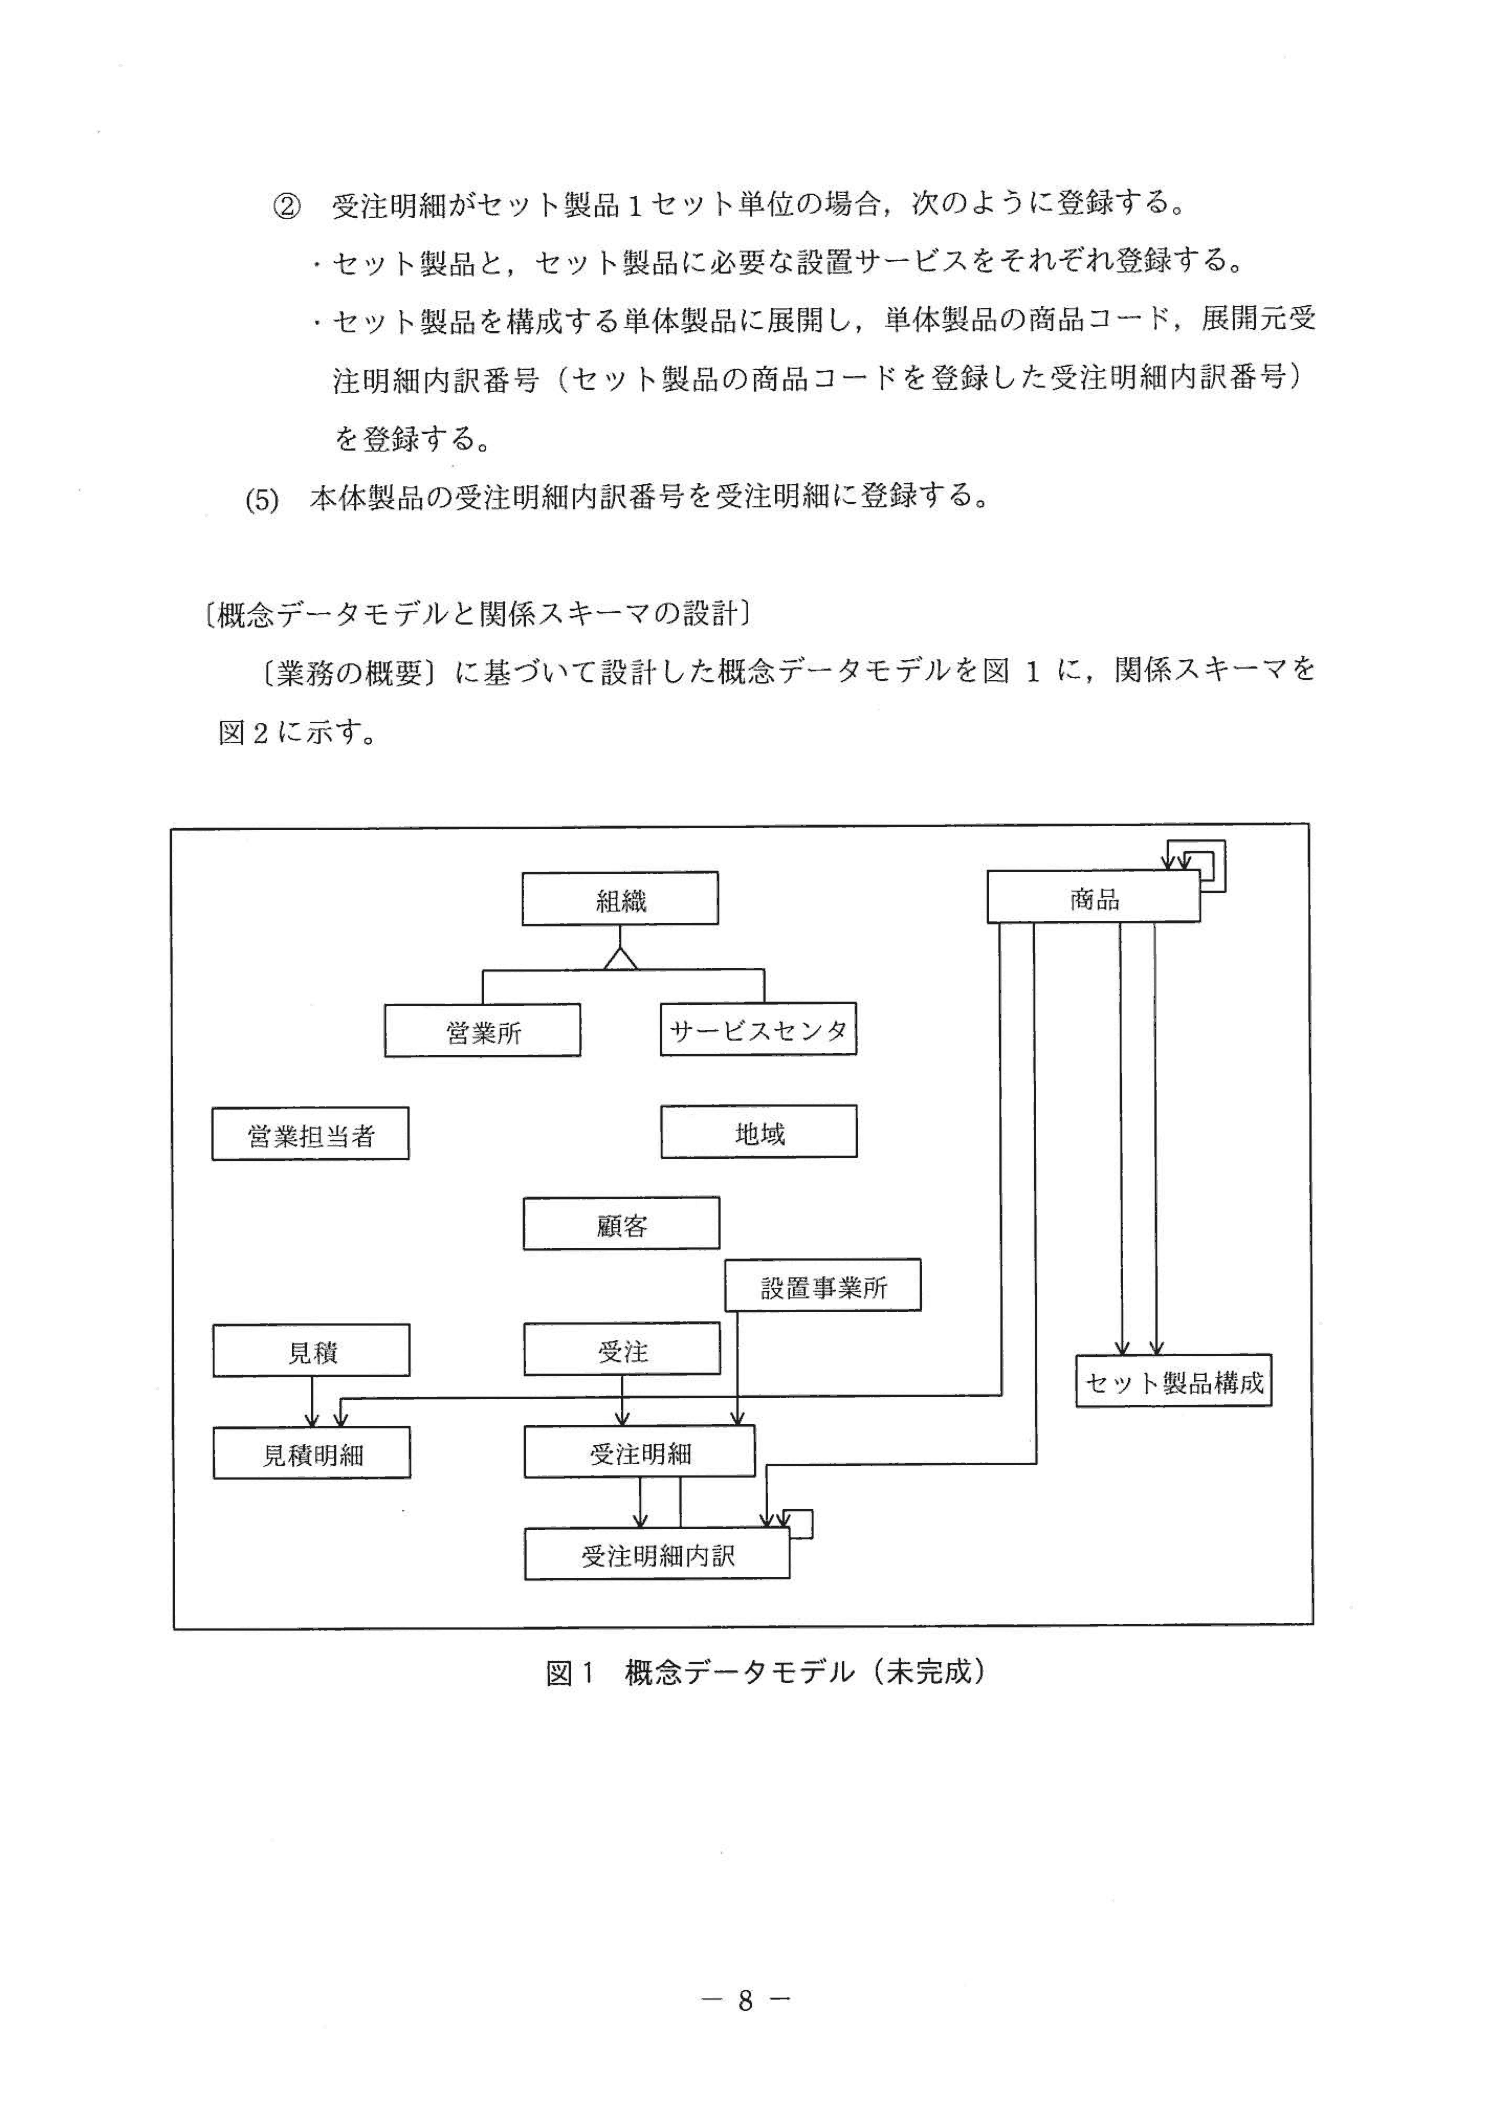 ② 受注明細がセット製品1セット単位の場合，次のように登録する。
・セット製品と，セット製品に必要な設置サービスをそれぞれ登録する。
・セット製品を構成する単体製品に展開し，単体製品の商品コード，展開元受
注明細内訳番号（セット製品の商品コードを登録した受注明細内訳番号）
を登録する。
(5) 本体製品の受注明細内訳番号を受注明細に登録する。
〔概念データモデルと関係スキーマの設計〕
〔業務の概要〕に基づいて設計した概念データモデルを図 1 に，関係スキーマを
図2に示す。
組織
商品
営業所
サービスセンタ
営業担当者
地域
顧客
設置事業所
見積
受注
セット製品構成
見積明細
受注明細
受注明細内訳
図1 概念データモデル（未完成）
－ 8 －